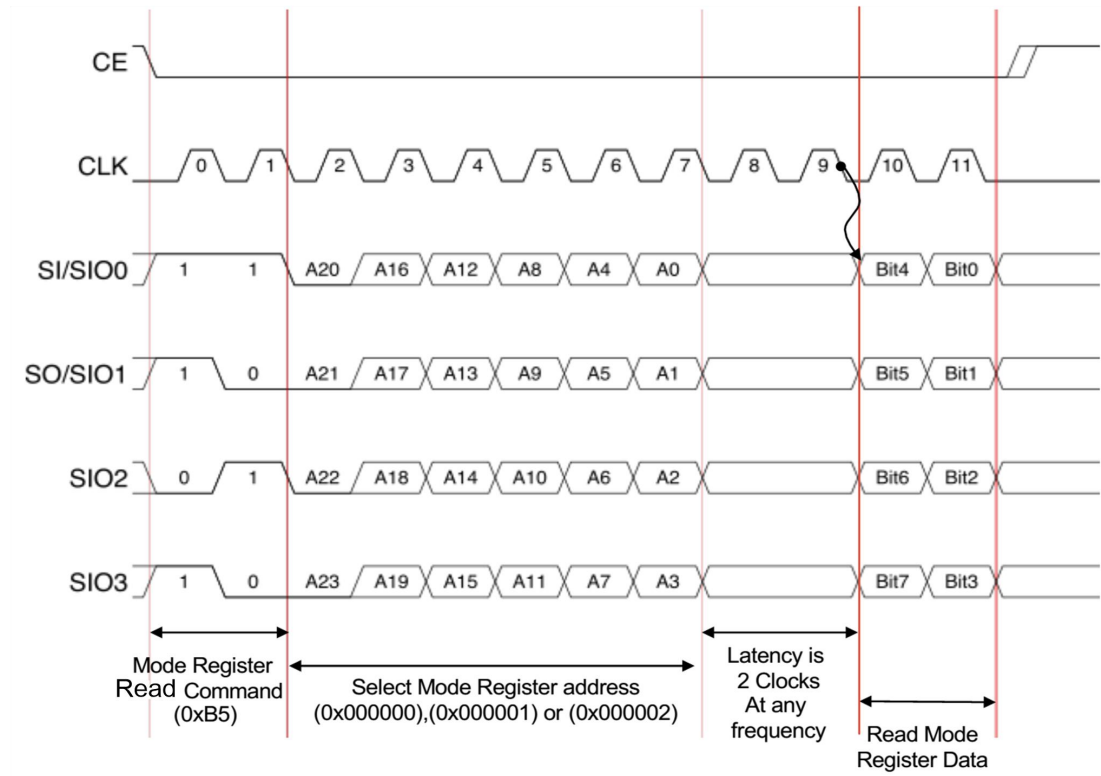 CE
CLK 0 1 2 3 4 5 6 7 8 9 10 11
SI/SIO0 1 1 A20 A16 A12 A8 A4 A0 Bit4 Bit0
SO/SIO1 1 0 A21 A17 A13 A9 A5 A1 Bit5 Bit1
SIO2 0 1 A22 A18 A14 A10 A6 A2 Bit6 Bit2
SIO3 1 0 A23 A19 A15 A11 A7 A3 Bit7 Bit3
Mode Register
Read Command
(0xB5)
Select Mode Register address
(0x000000),(0x000001) or (0x000002)
Latency is
2 Clocks
At any
frequency
Read Mode
Register Data